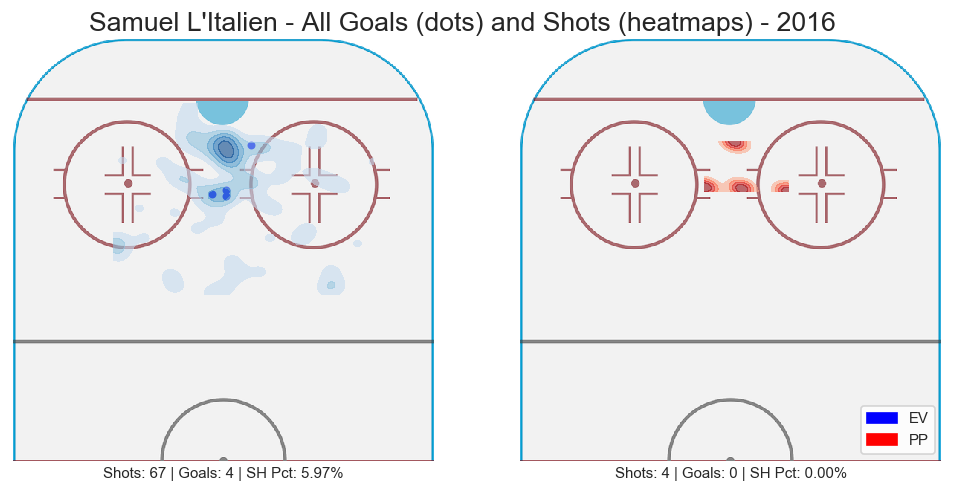 Samuel L'Italien - All Goals (dots) and Shots (heatmaps) - 2016
EV
PP
Shots: 67 | Goals: 4 | SH Pct: 5.97%
Shots: 4 | Goals: 0 | SH Pct: 0.00%